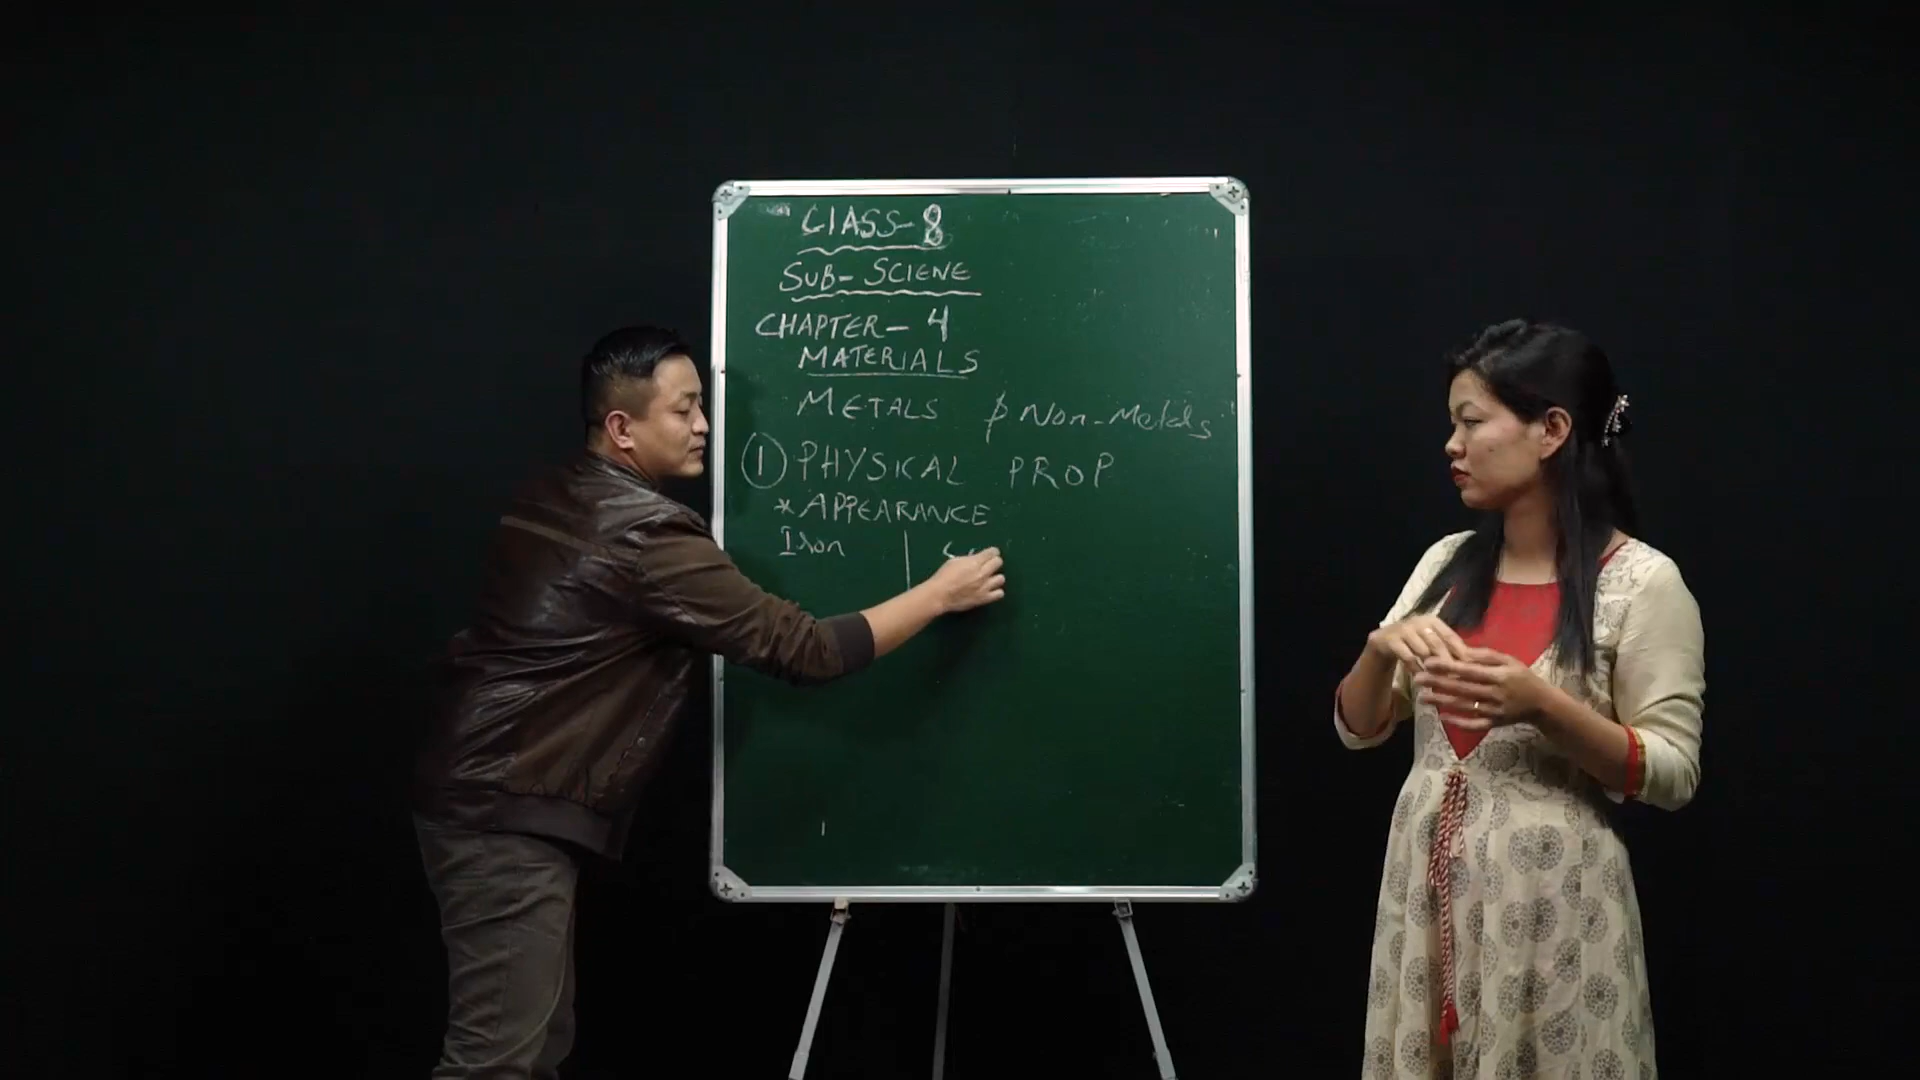 CLASS-8
SUB-SCIENE
CHAPTER-4
MATERIALS
METALS & Non-Metals
① PHYSICAL PROP
*APPEARANCE
Iron |